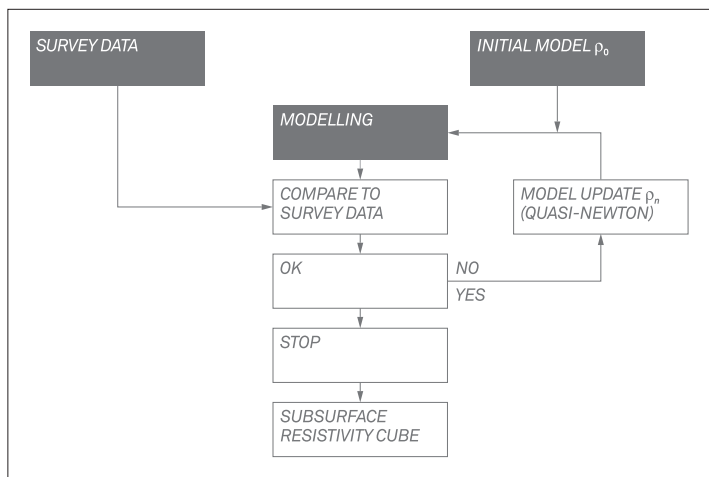 SURVEY DATA
INITIAL MODEL ρ₀
MODELLING
COMPARE TO
SURVEY DATA
MODEL UPDATE ρₙ
(QUASI-NEWTON)
OK
NO
YES
STOP
SUBSURFACE
RESISTIVITY CUBE